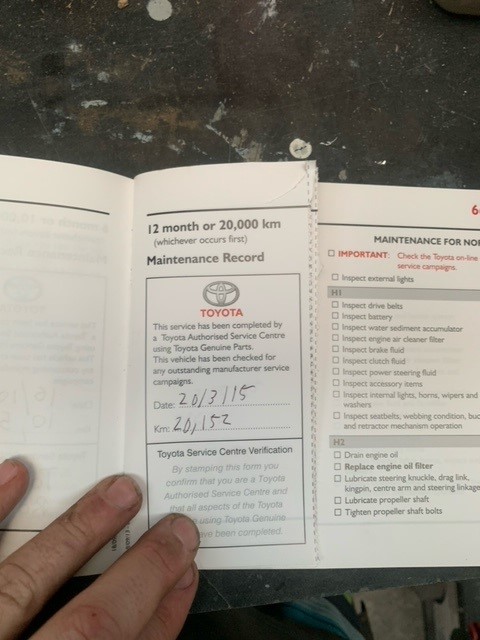 12 month or 20,000 km
(whichever occurs first)
Maintenance Record
TOYOTA
This service has been completed by
a Toyota Authorised Service Centre
using Toyota Genuine Parts.
This vehicle has been checked for
any outstanding manufacturer service
campaigns.
Date: 20/3/15
Km: 20,152
Toyota Service Centre Verification
By stamping this form you
confirm that you are a Toyota
Authorised Service Centre and
that all aspects of the Toyota
using Toyota Genuine
have been completed.
MAINTENANCE FOR
IMPORTANT: Check the Toyota on-line
service campaigns.
Inspect external lights
H1
Inspect drive belts
Inspect battery
Inspect water sediment accumulator
Inspect engine air cleaner filter
Inspect brake fluid
Inspect clutch fluid
Inspect power steering fluid
Inspect accessory items
Inspect internal lights, horns, wipers and
washers
Inspect seatbelts, webbing condition,
and retractor mechanism operation
H2
Drain engine oil
Replace engine oil filter
Lubricate steering knuckle, drag link,
kingpin, centre arm and steering linkage
Lubricate propeller shaft
Tighten propeller shaft bolts